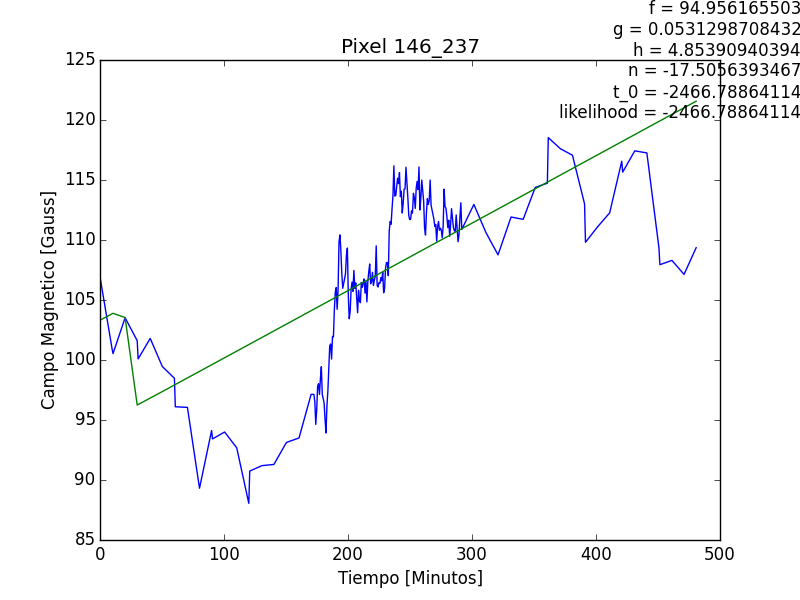 f = 94.956165503
g = 0.0531298708432
h = 4.85390940394
n = -17.5056393467
t_0 = -2466.78864114
likelihood = -2466.78864114
Pixel 146_237
125
120
115
110
105
100
95
90
85
Campo Magnetico [Gauss]
0 100 200 300 400 500
Tiempo [Minutos]